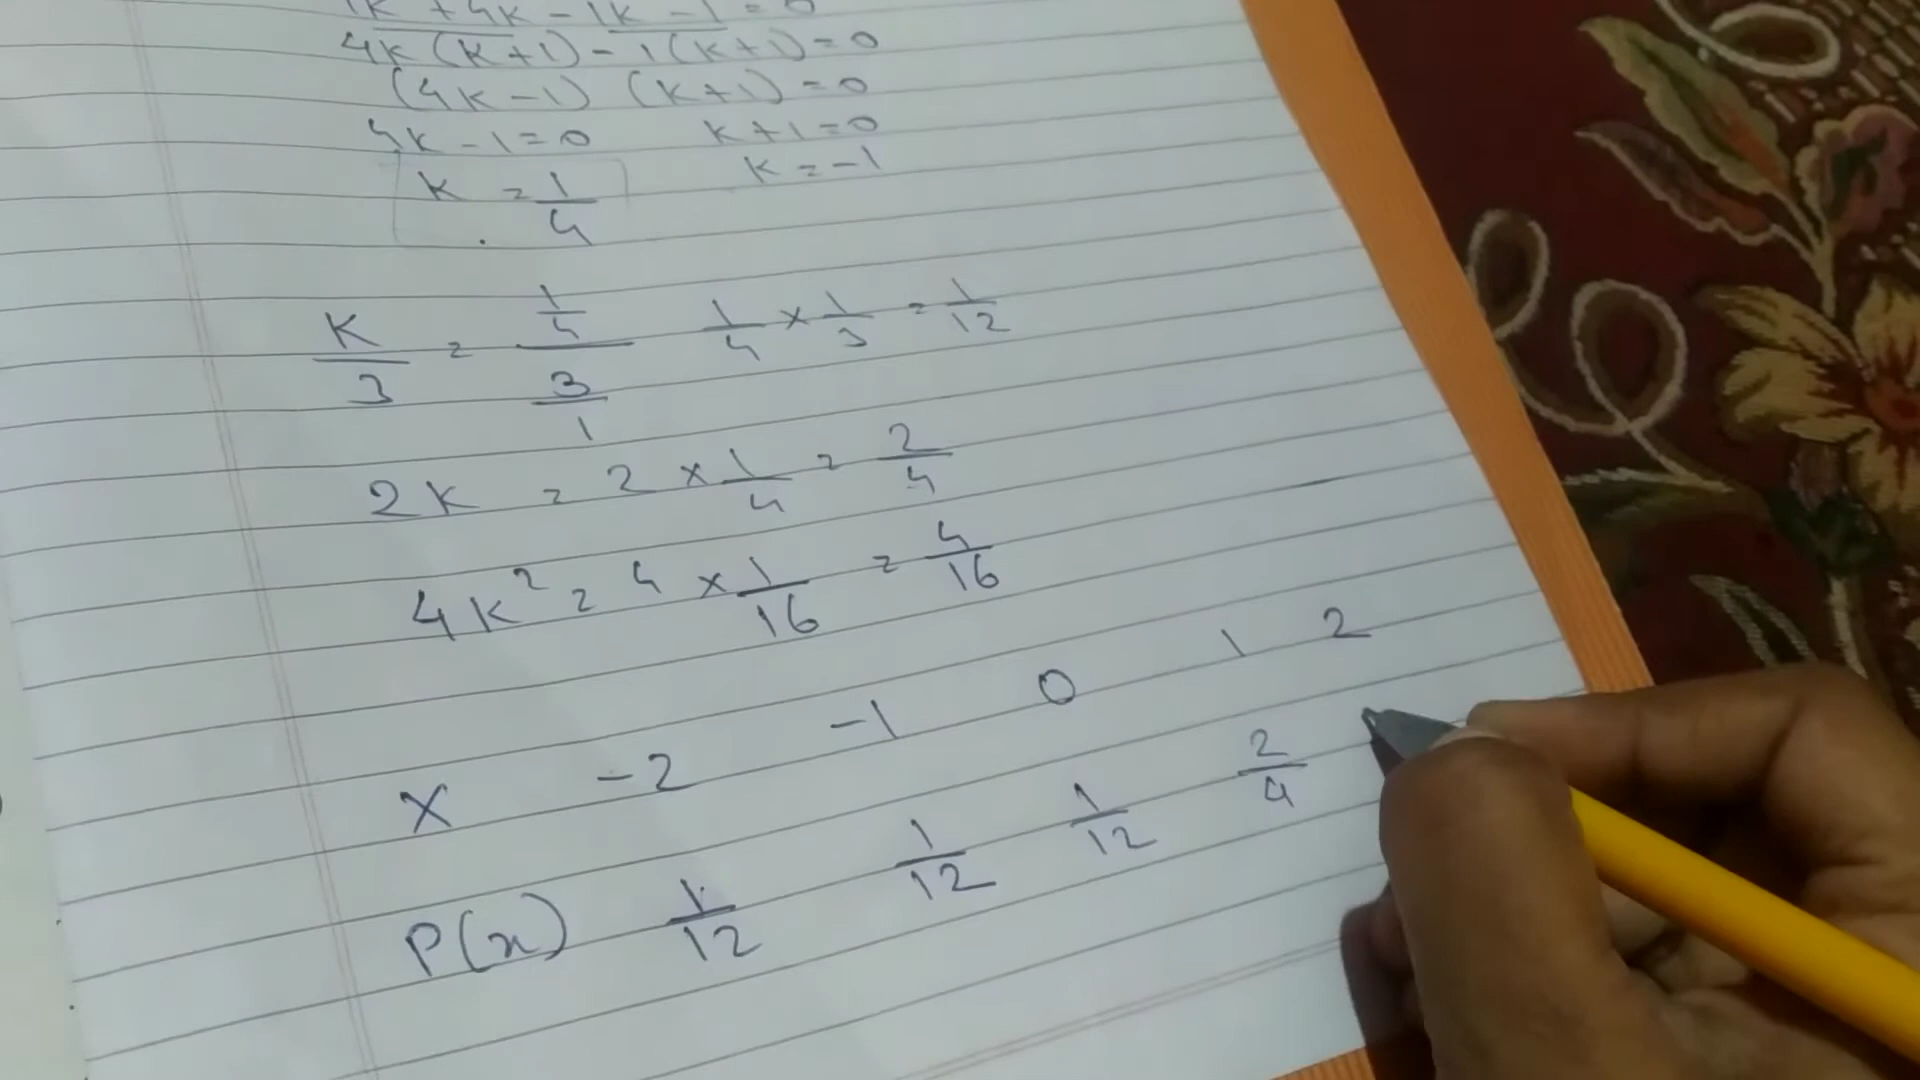 4k(k+1)-1(k+1)=0
(4k-1) (k+1)=0
4k-1=0 k+1=0
k = 1/4 k=-1
k/3 = (1/4)/(3/1) 1/4 × 1/3 = 1/12
2k = 2 × 1/4 = 2/4
4k² = 4 × 1/16 = 4/16
X -2 -1 0 1 2
P(x) 1/12 1/12 1/12 2/4